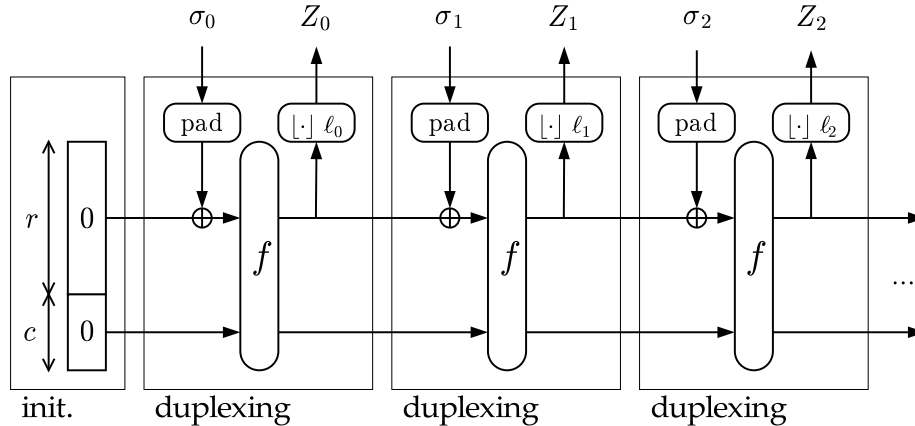 σ₀ Z₀ σ₁ Z₁ σ₂ Z₂
pad ⌊·⌋ ℓ₀ pad ⌊·⌋ ℓ₁ pad ⌊·⌋ ℓ₂
r 0
f f f
...
c 0
init. duplexing duplexing duplexing